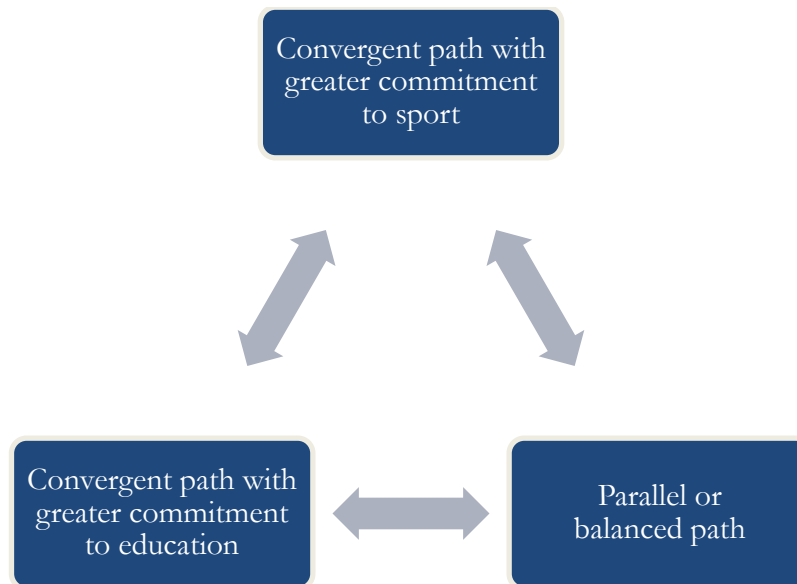 Convergent path with
greater commitment
to sport
Convergent path with
greater commitment
to education
Parallel or
balanced path